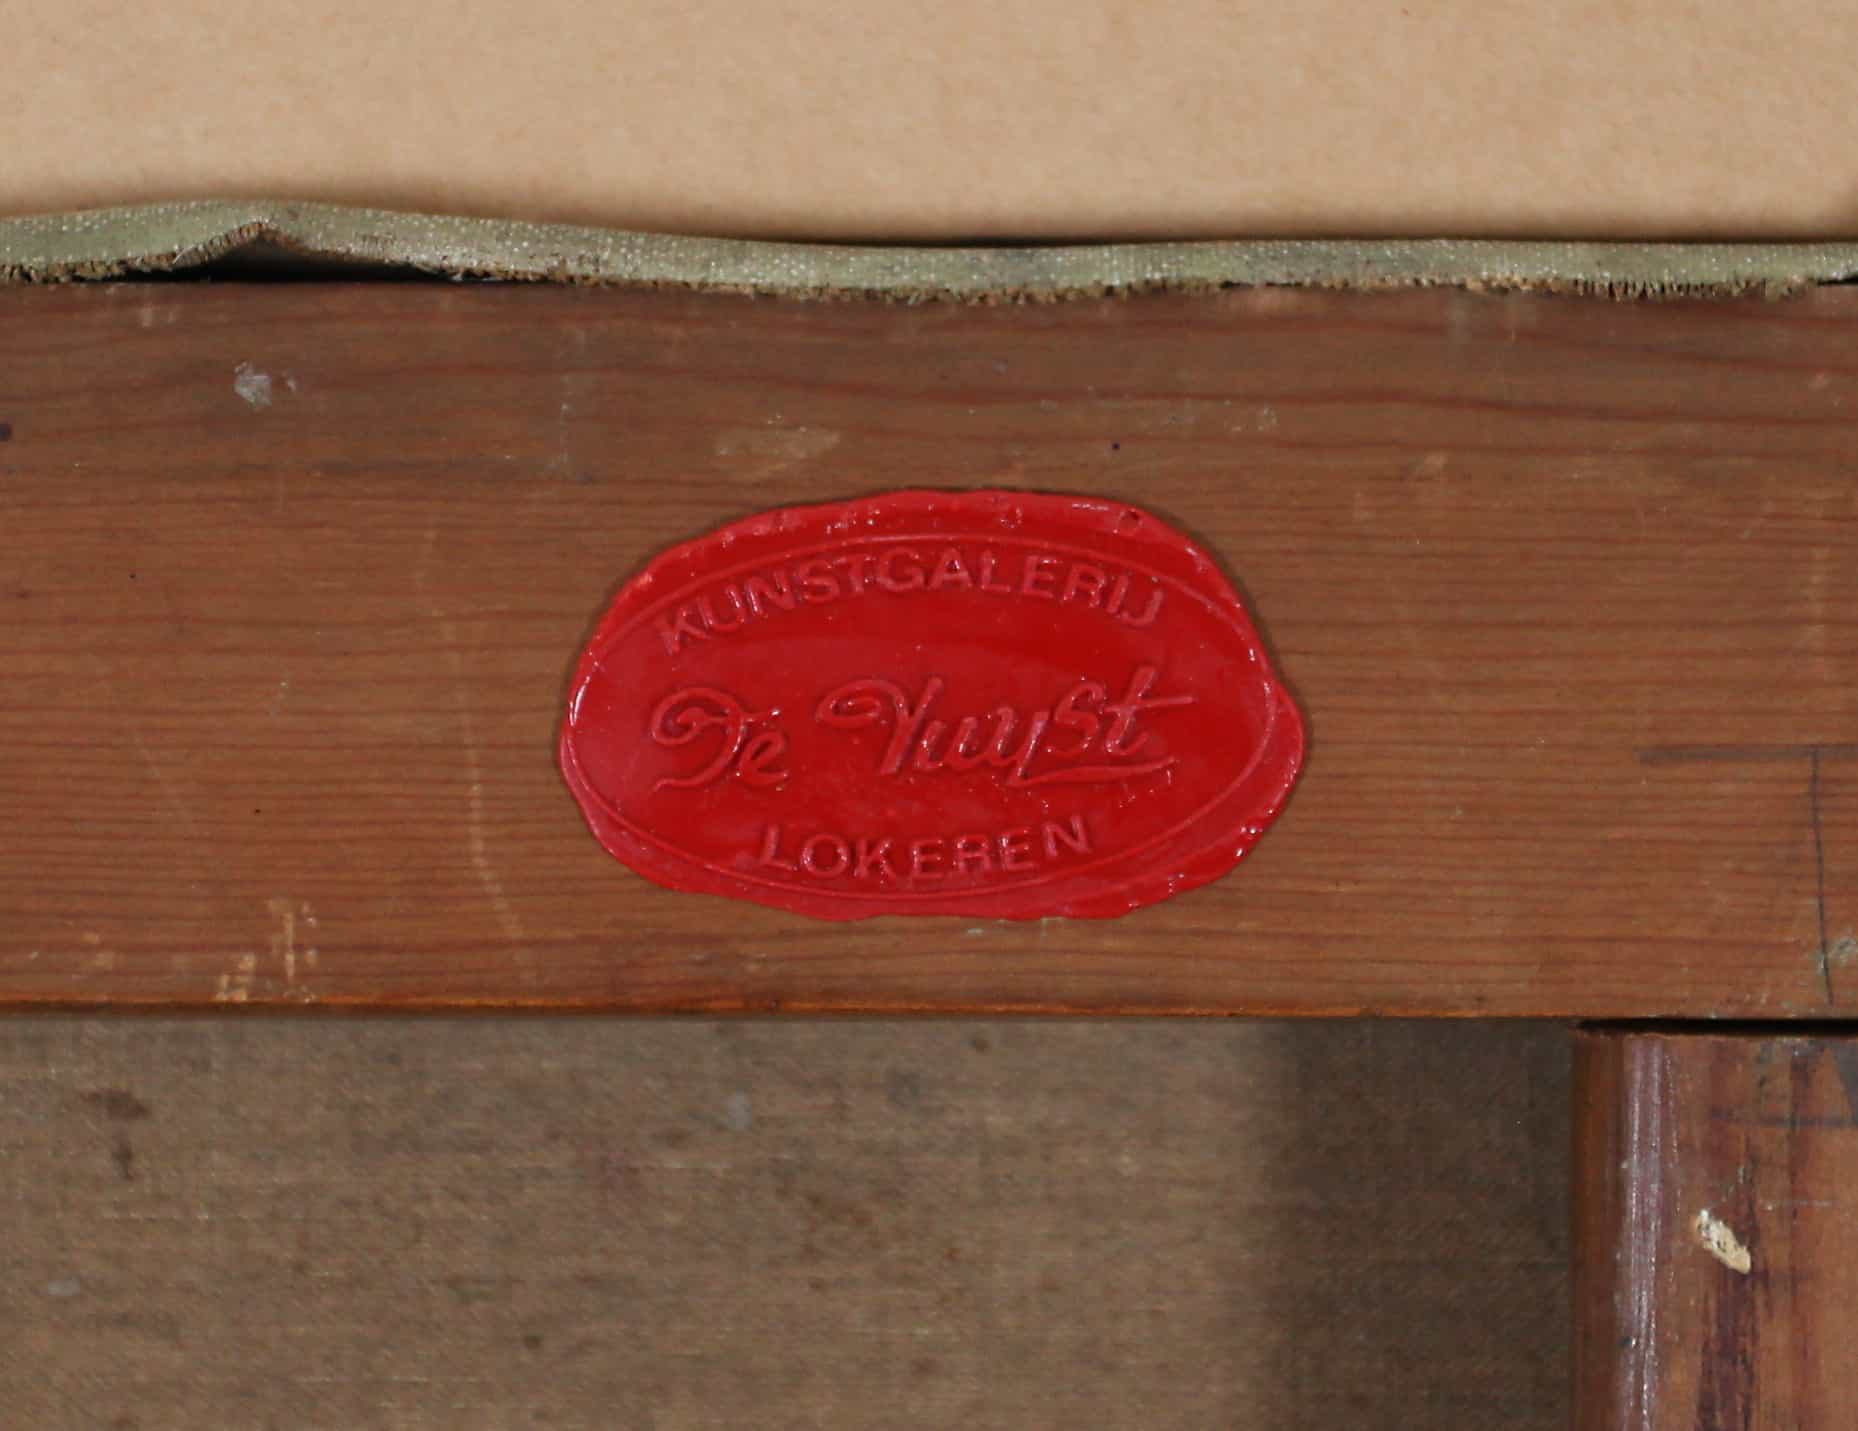 KUNSTGALERIJ
De Vuyst
LOKEREN